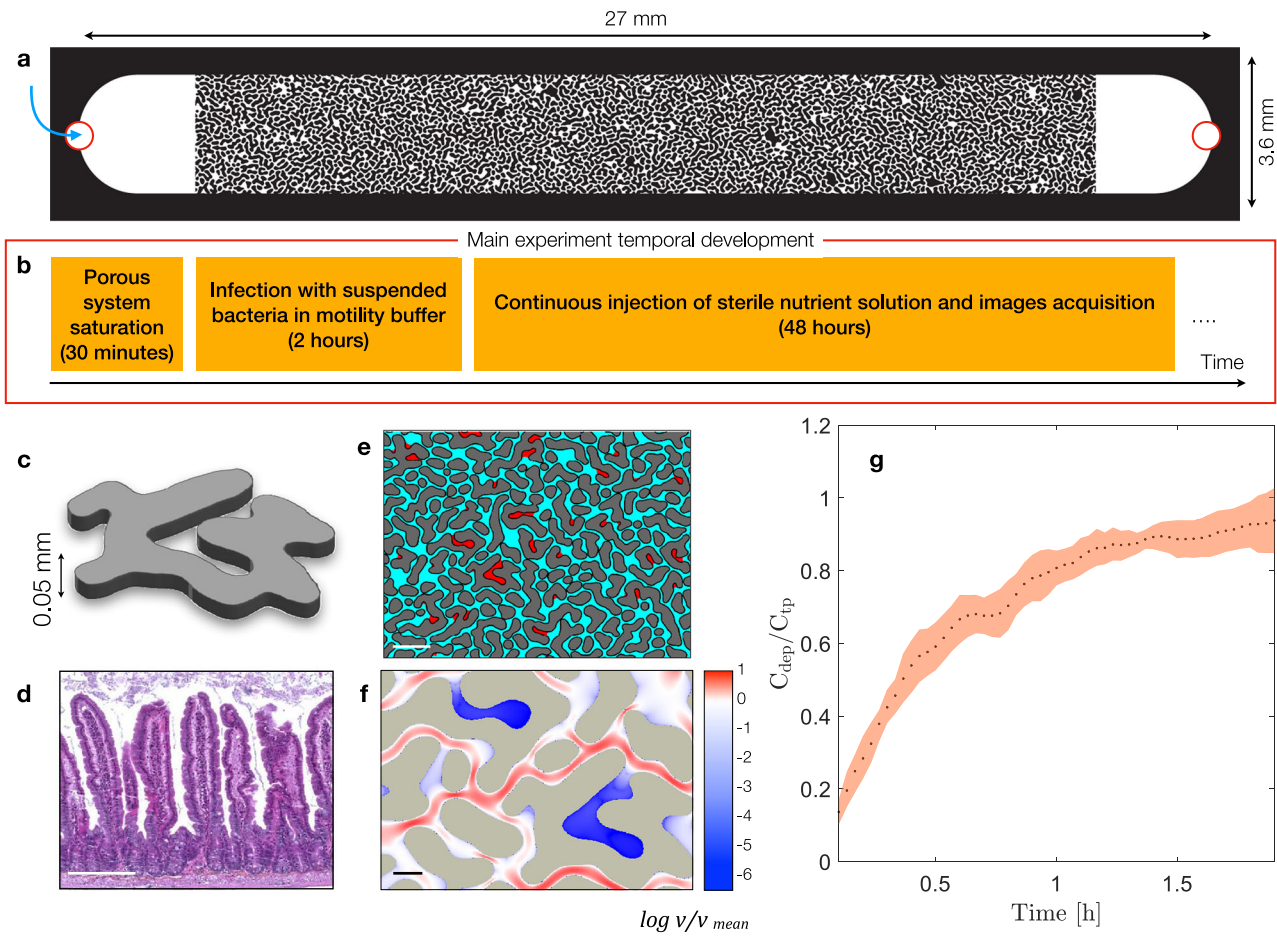 27 mm
a
3.6 mm
Main experiment temporal development
b
Porous
system
saturation
(30 minutes)
Infection with suspended
bacteria in motility buffer
(2 hours)
Continuous injection of sterile nutrient solution and images acquisition
(48 hours)
....
Time
c
0.05 mm
d
e
f
1
0
-1
-2
-3
-4
-5
-6
log v/v mean
g
1.2
1
0.8
0.6
0.4
0.2
0
C_dep/C_tp
0.5
1
1.5
Time [h]